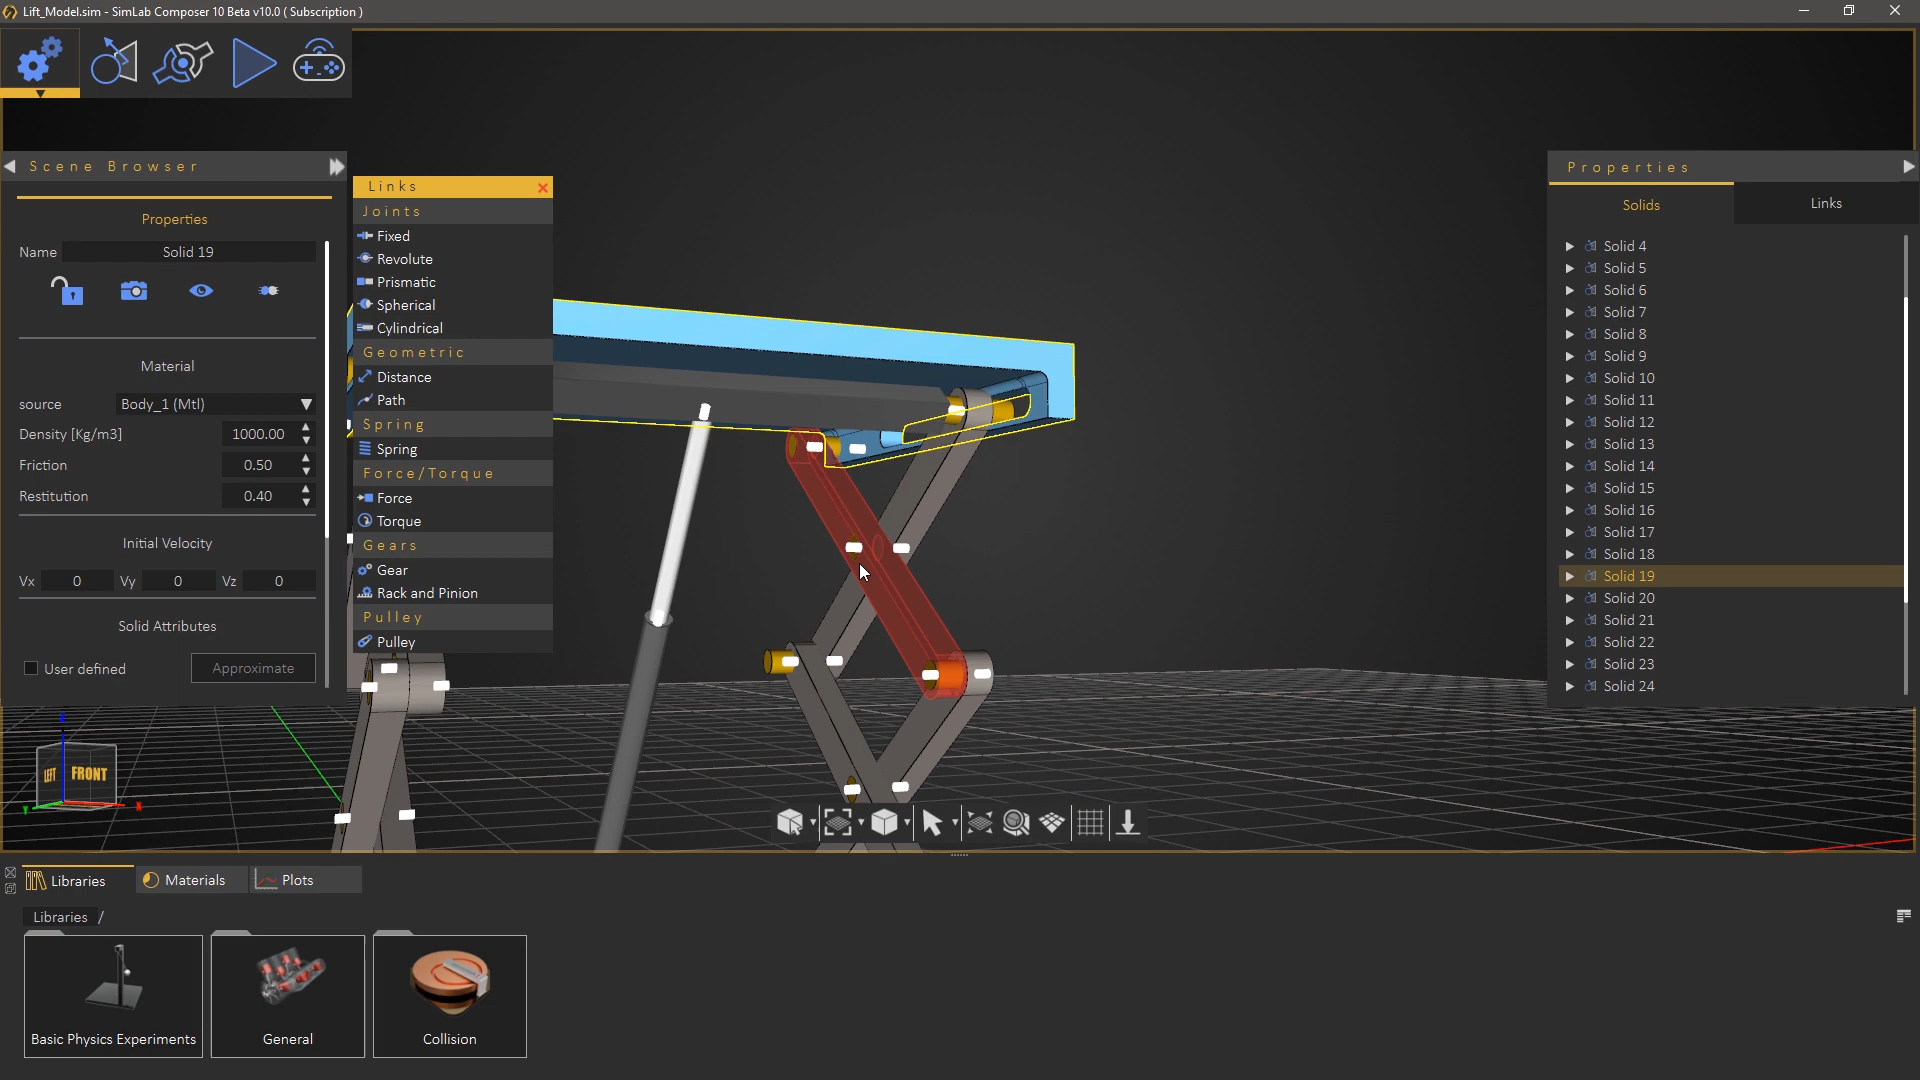 Lift_Model.sim - SimLab Composer 10 Beta v10.0 ( Subscription )
Scene Browser
Properties
Name
Solid 19
Material
source
Body_1 (Mtl)
Density [Kg/m3]
1000.00
Friction
0.50
Restitution
0.40
Initial Velocity
Vx
0
Vy
0
Vz
0
Solid Attributes
User defined
Approximate
Links
Joints
Fixed
Revolute
Prismatic
Spherical
Cylindrical
Geometric
Distance
Path
Spring
Spring
Force/Torque
Force
Torque
Gears
Gear
Rack and Pinion
Pulley
Pulley
Properties
Solids
Links
Solid 4
Solid 5
Solid 6
Solid 7
Solid 8
Solid 9
Solid 10
Solid 11
Solid 12
Solid 13
Solid 14
Solid 15
Solid 16
Solid 17
Solid 18
Solid 19
Solid 20
Solid 21
Solid 22
Solid 23
Solid 24
LEFT
FRONT
Y
X
Libraries
Materials
Plots
Libraries /
Basic Physics Experiments
General
Collision